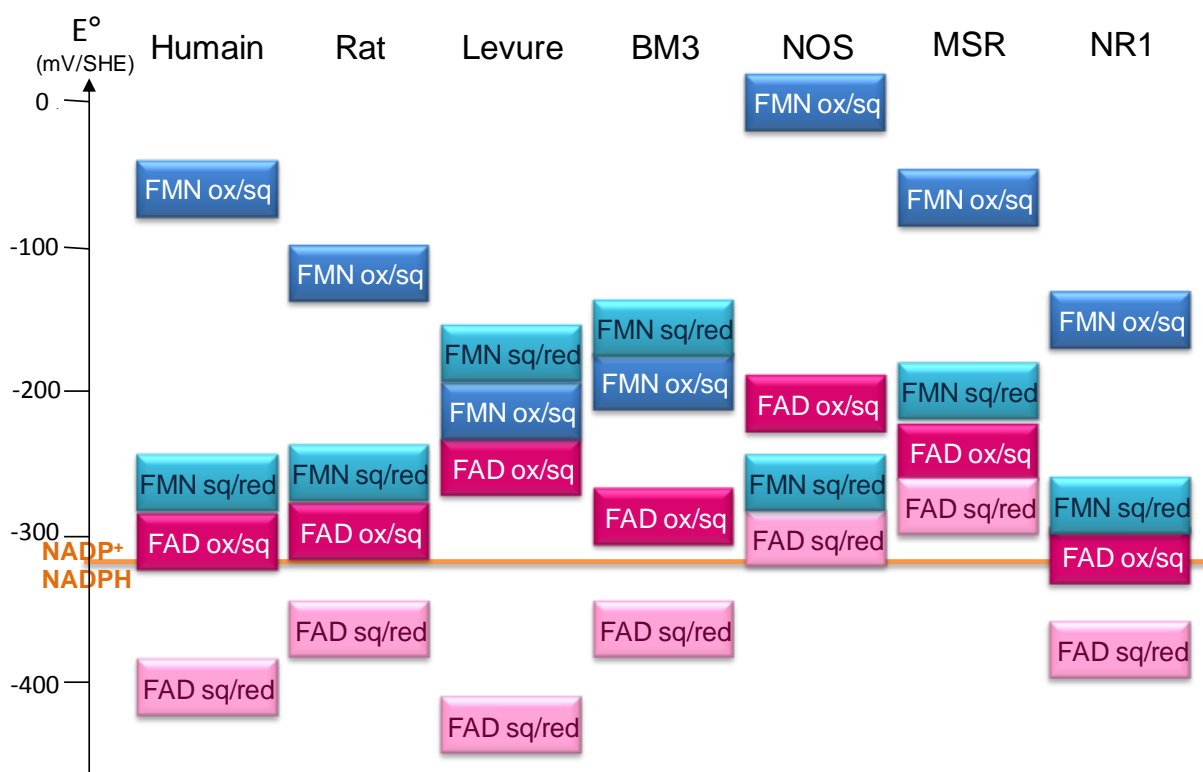 E°
(mV/SHE)
Humain Rat Levure BM3 NOS MSR NR1
0
FMN ox/sq
FMN ox/sq
FMN ox/sq
FMN ox/sq
-100
FMN ox/sq
FMN sq/red
FMN sq/red
-200
FMN ox/sq
FMN ox/sq
FAD ox/sq
FMN sq/red
FAD ox/sq
FAD ox/sq
FMN sq/red
FMN sq/red
FMN sq/red
FAD sq/red
FMN sq/red
-300
FAD ox/sq
FAD ox/sq
FAD ox/sq
FAD sq/red
FAD ox/sq
NADP+
NADPH
FAD sq/red
FAD sq/red
FAD sq/red
-400
FAD sq/red
FAD sq/red